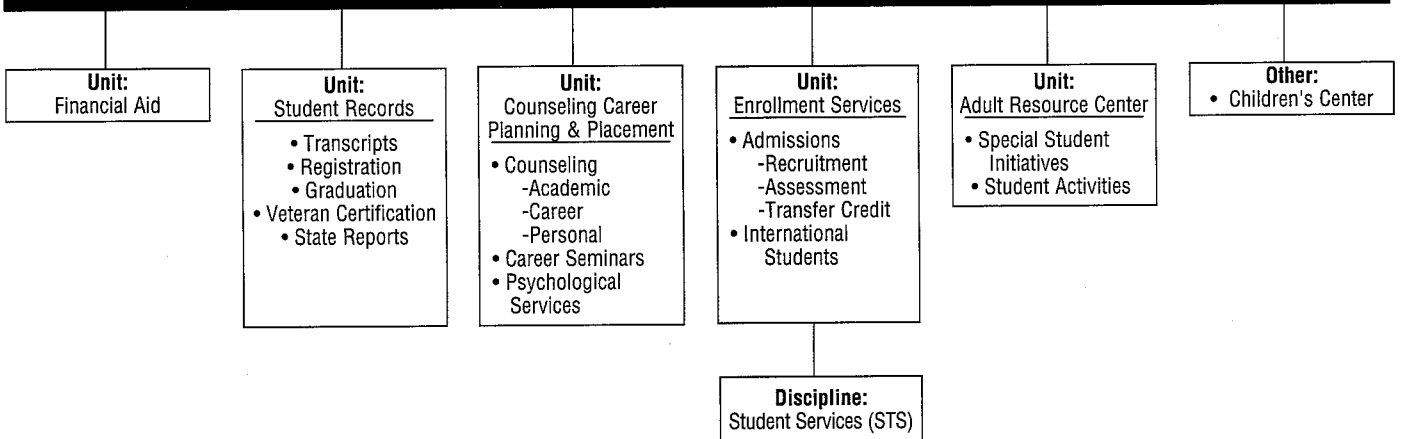 Unit:
Financial Aid
Unit:
Student Records
• Transcripts
• Registration
• Graduation
• Veteran Certification
• State Reports
Unit:
Counseling Career
Planning & Placement
• Counseling
-Academic
-Career
-Personal
• Career Seminars
• Psychological
Services
Unit:
Enrollment Services
• Admissions
-Recruitment
-Assessment
-Transfer Credit
• International
Students
Unit:
Adult Resource Center
• Special Student
Initiatives
• Student Activities
Other:
• Children's Center
Discipline:
Student Services (STS)